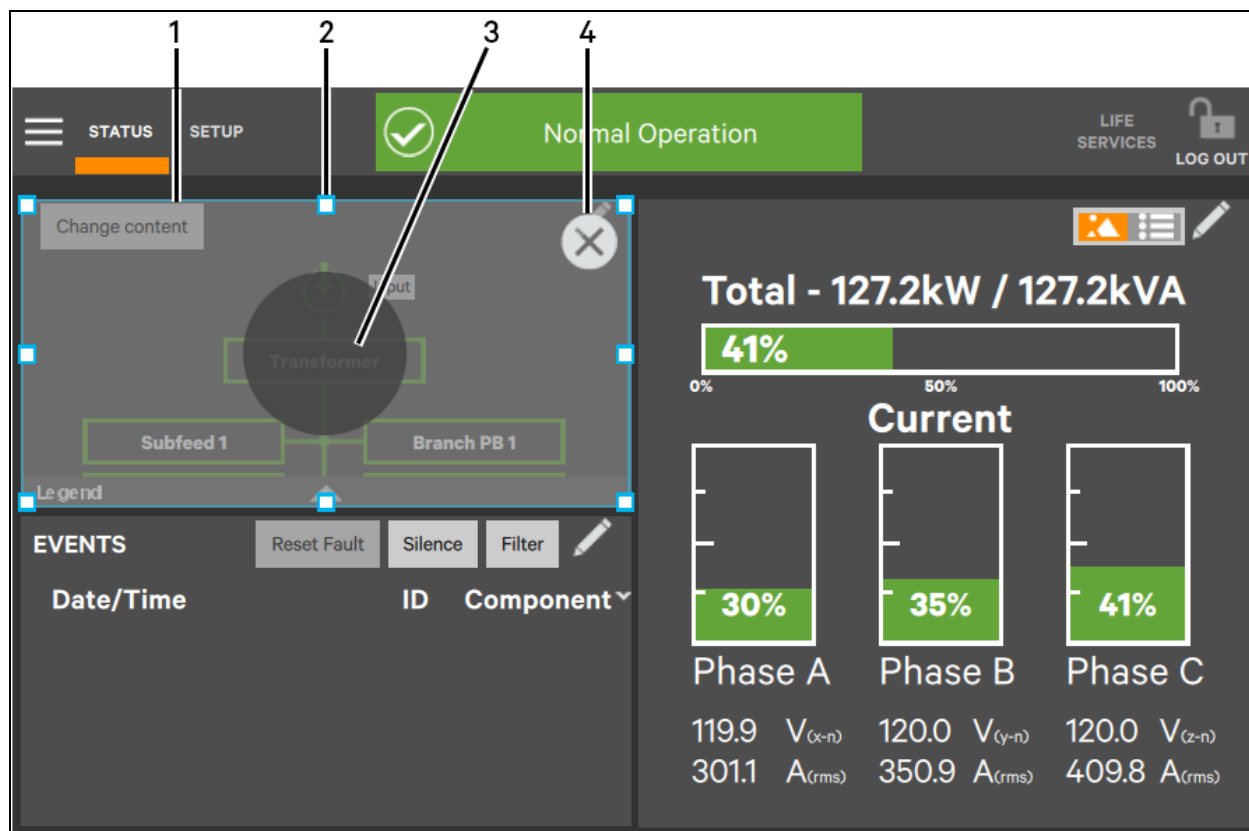 1 2 3 4
STATUS SETUP
Normal Operation
LIFE
SERVICES
LOG OUT
Change content
Input
Transformer
Subfeed 1 Branch PB 1
Legend
EVENTS Reset Fault Silence Filter
Date/Time ID Component
Total - 127.2kW / 127.2kVA
41%
0% 50% 100%
Current
30% 35% 41%
Phase A Phase B Phase C
119.9 V(x-n) 120.0 V(y-n) 120.0 V(z-n)
301.1 A(rms) 350.9 A(rms) 409.8 A(rms)